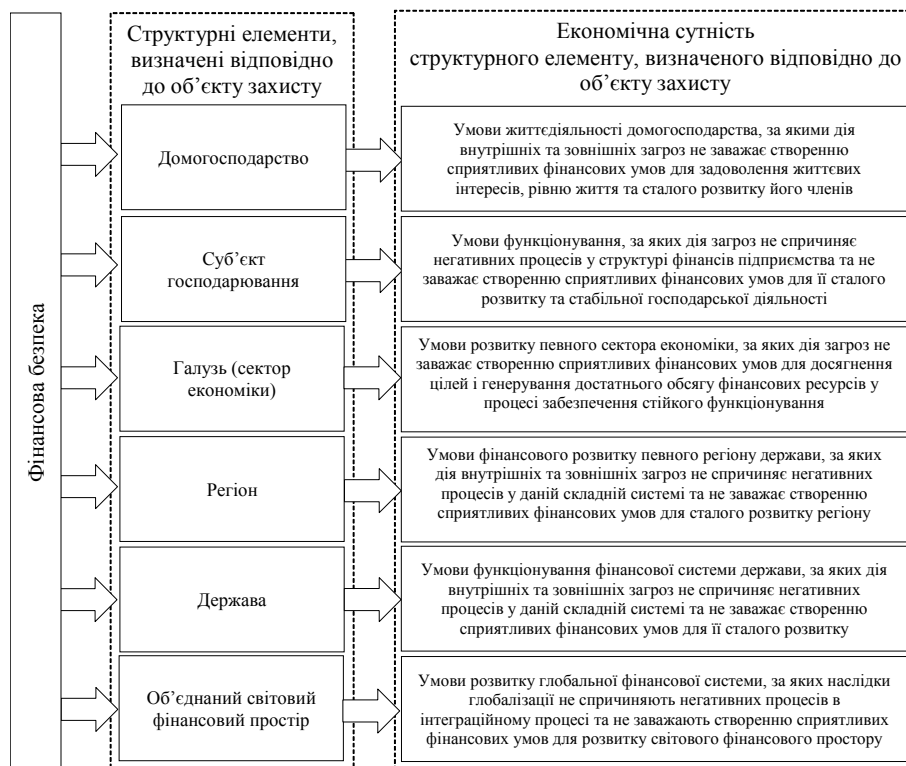 Фінансова безпека
Структурні елементи,
визначені відповідно
до об’єкту захисту
Економічна сутність
структурного елементу, визначеного відповідно до
об’єкту захисту
Домогосподарство
Умови життєдіяльності домогосподарства, за якими дія
внутрішніх та зовнішніх загроз не заважає створенню
сприятливих фінансових умов для задоволення життєвих
інтересів, рівню життя та сталого розвитку його членів
Суб’єкт
господарювання
Умови функціонування, за яких дія загроз не спричиняє
негативних процесів у структурі фінансів підприємства та не
заважає створенню сприятливих фінансових умов для її сталого
розвитку та стабільної господарської діяльності
Галузь (сектор
економіки)
Умови розвитку певного сектора економіки, за яких дія загроз не
заважає створенню сприятливих фінансових умов для досягнення
цілей і генерування достатнього обсягу фінансових ресурсів у
процесі забезпечення стійкого функціонування
Регіон
Умови фінансового розвитку певного регіону держави, за яких
дія внутрішніх та зовнішніх загроз не спричиняє негативних
процесів у даній складній системі та не заважає створенню
сприятливих фінансових умов для сталого розвитку регіону
Держава
Умови функціонування фінансової системи держави, за яких дія
внутрішніх та зовнішніх загроз не спричиняє негативних
процесів у даній складній системі та не заважає створенню
сприятливих фінансових умов для її сталого розвитку
Об’єднаний світовий
фінансовий простір
Умови розвитку глобальної фінансової системи, за яких наслідки
глобалізації не спричиняють негативних процесів в
інтеграційному процесі та не заважають створенню сприятливих
фінансових умов для розвитку світового фінансового простору